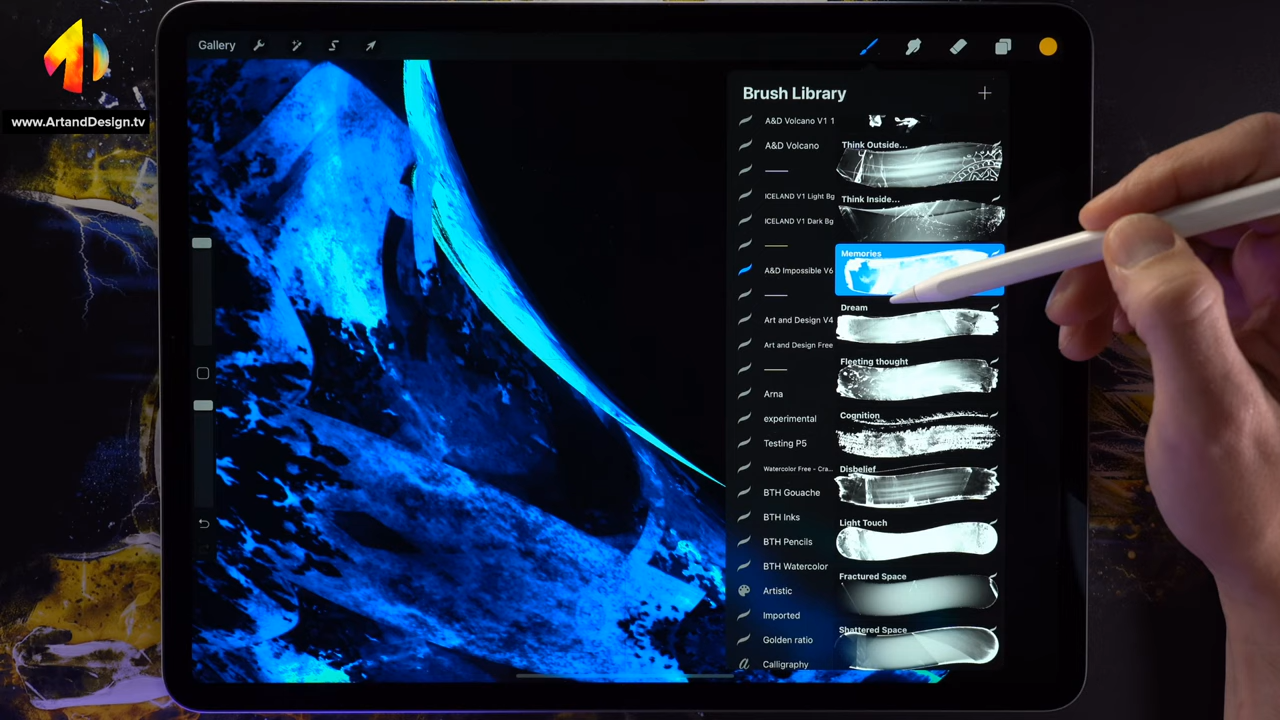 www.ArtandDesign.tv
Gallery
Brush Library
A&D Volcano V1 1
A&D Volcano
ICELAND V1 Light Bg
ICELAND V1 Dark Bg
A&D Impossible V6
Art and Design V4
Art and Design Free
Arna
experimental
Testing P5
Watercolor Free - Cra...
BTH Gouache
BTH Inks
BTH Pencils
BTH Watercolor
Artistic
Imported
Golden ratio
Calligraphy
Think Outside...
Think Inside...
Memories
Dream
Fleeting thought
Cognition
Disbelief
Light Touch
Fractured Space
Shattered Space